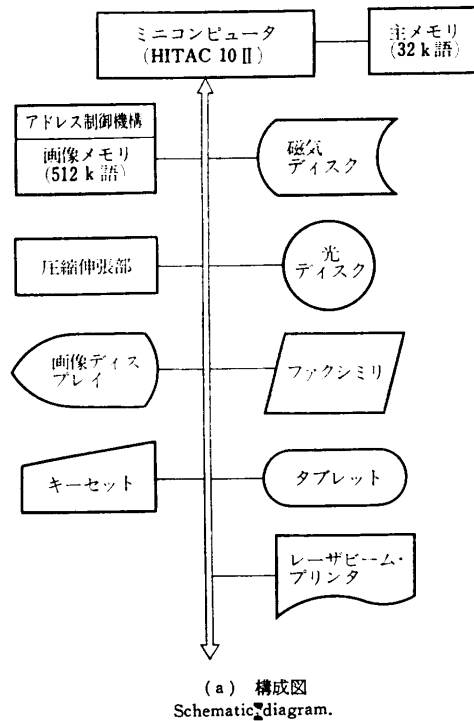 ミニコンピュータ
(HITAC 10 Ⅱ)
主メモリ
(32 k語)
アドレス制御機構
画像メモリ
(512 k 語)
磁気
ディスク
圧縮伸張部
光
ディスク
画像ディス
プレイ
ファクシミリ
キーセット
タブレット
レーザビーム・
プリンタ
(a) 構成図
Schematic diagram.